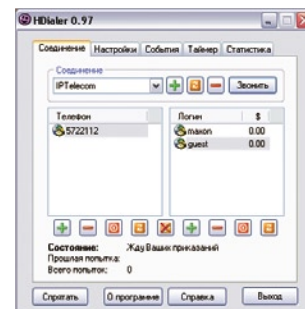 HDialer 0.97
Соединение Настройки События Таймер Статистика
Соединение
IPTelecom Звонить
Телефон Логин $
5722112 maxon 0.00
guest 0.00
Состояние: Жду Ваших приказаний
Прошлая попытка:
Всего попыток: 0
Спрятать О программе Справка Выход